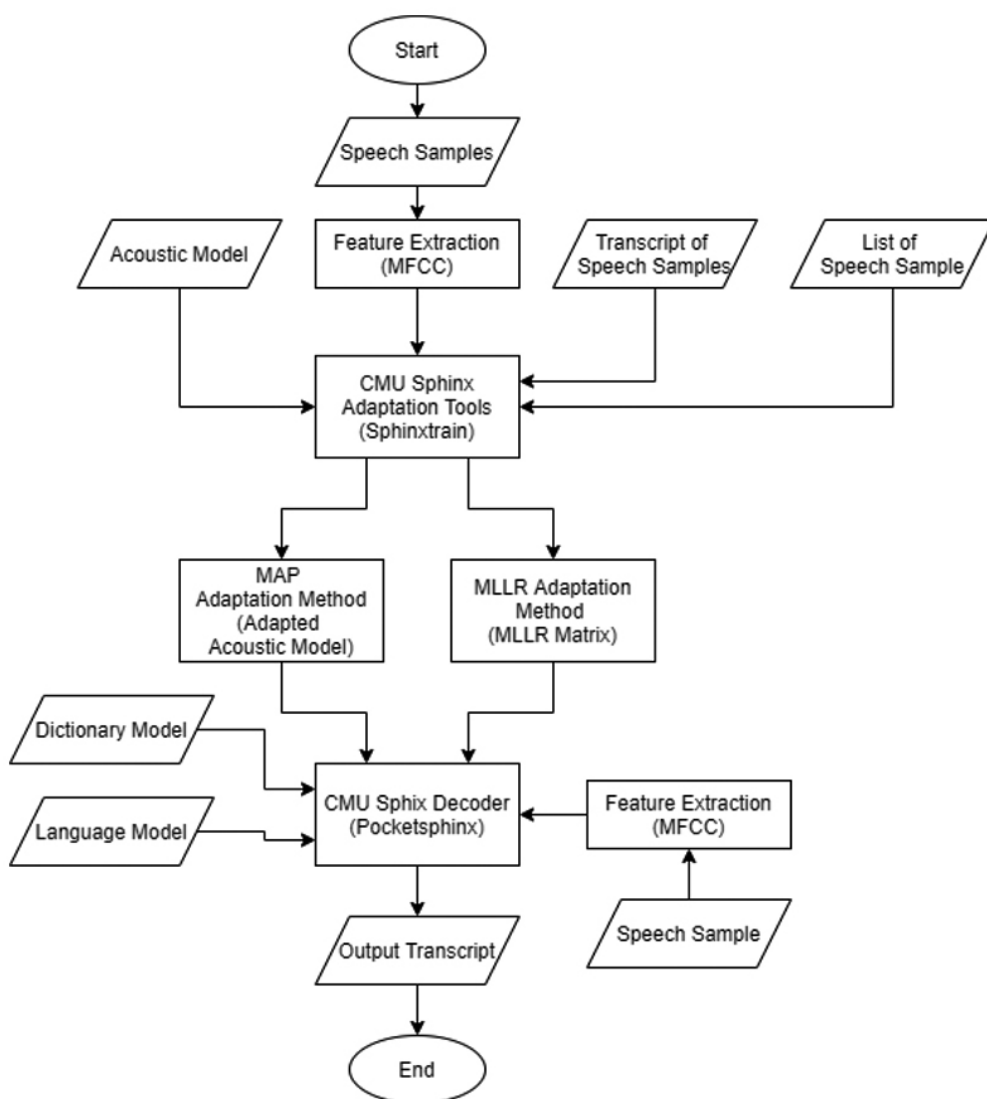 Start
Speech Samples
Acoustic Model
Feature Extraction
(MFCC)
Transcript of
Speech Samples
List of
Speech Sample
CMU Sphinx
Adaptation Tools
(Sphinxtrain)
MAP
Adaptation Method
(Adapted
Acoustic Model)
MLLR Adaptation
Method
(MLLR Matrix)
Dictionary Model
Language Model
CMU Sphix Decoder
(Pocketsphinx)
Feature Extraction
(MFCC)
Speech Sample
Output Transcript
End